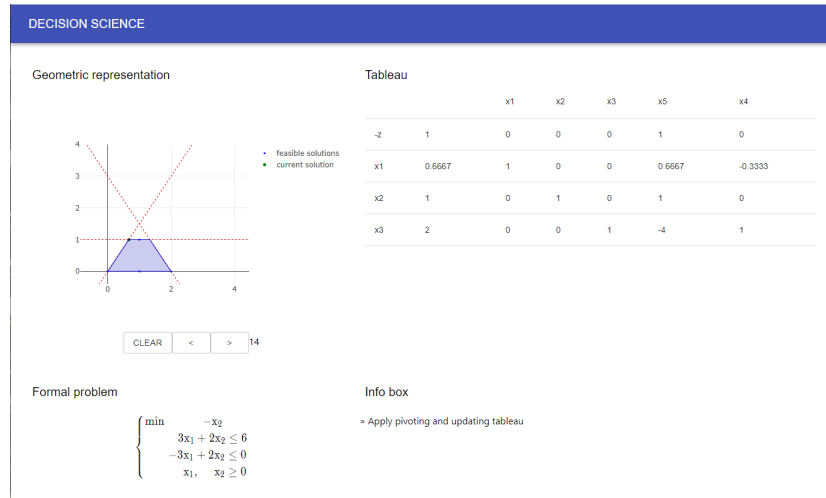 DECISION SCIENCE
Geometric representation
4
3
2
1
0
0 2 4
feasible solutions
current solution
CLEAR < > 14
Tableau
x1 x2 x3 x5 x4
-z 1 0 0 0 1 0
x1 0.6667 1 0 0 0.6667 -0.3333
x2 1 0 1 0 1 0
x3 2 0 0 1 -4 1
Formal problem
min −x₂
3x₁ + 2x₂ ≤ 6
−3x₁ + 2x₂ ≤ 0
x₁, x₂ ≥ 0
Info box
» Apply pivoting and updating tableau